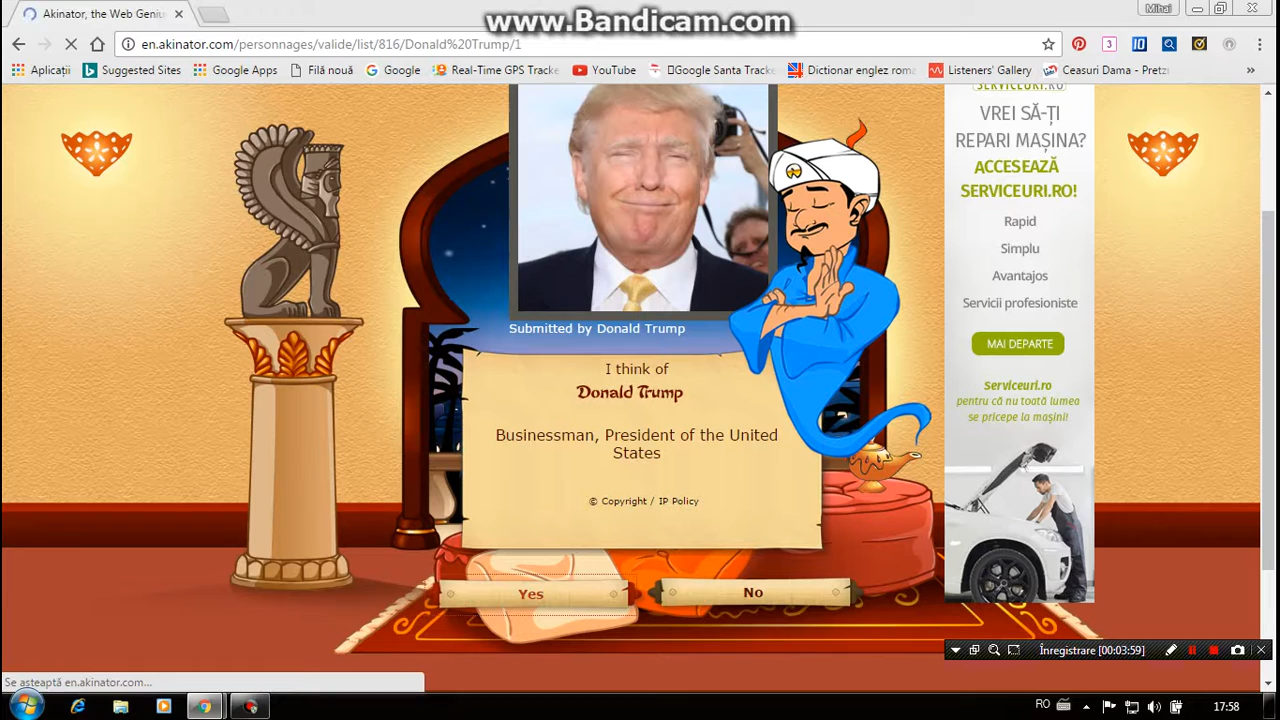 www.Bandicam.com
Akinator, the Web Geniu
Mihai
en.akinator.com/personnages/valide/list/816/Donald%20Trump/1
Aplicații Suggested Sites Google Apps Filă nouă Google Real-Time GPS Tracke YouTube Google Santa Tracke Dictionar englez roma Listeners' Gallery Ceasuri Dama - Pretz »
SERVICEURI.RO
VREI SĂ-ȚI
REPARI MAȘINA?
ACCESEAZĂ
SERVICEURI.RO!
Rapid
Simplu
Avantajos
Servicii profesioniste
MAI DEPARTE
Serviceuri.ro
pentru că nu toată lumea
se pricepe la mașini!
Submitted by Donald Trump
I think of
Donald Trump
Businessman, President of the United
States
© Copyright / IP Policy
Yes
No
Înregistrare [00:03:59]
Se așteaptă en.akinator.com...
RO
17:58